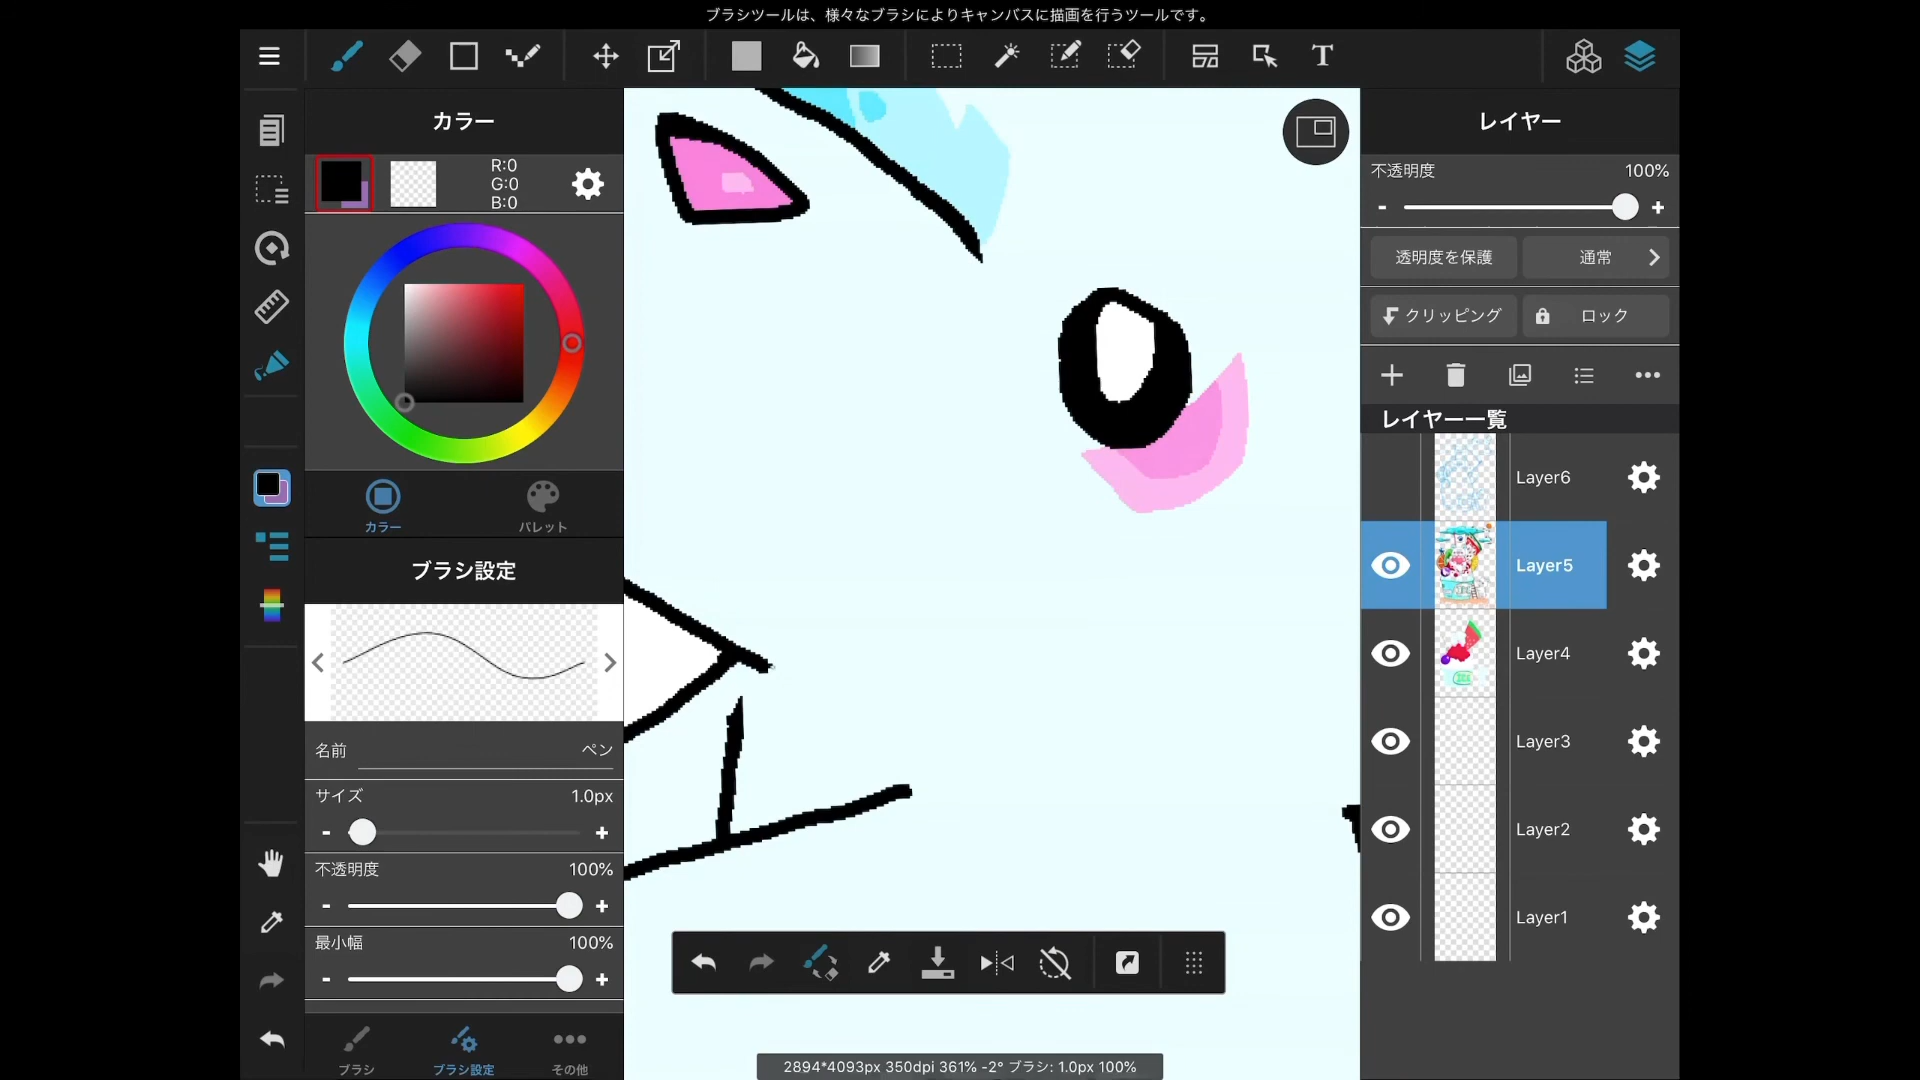 ブラシツールは、様々なブラシによりキャンバスに描画を行うツールです。
T
カラー
R:0
G:0
B:0
カラー
パレット
ブラシ設定
名前 ペン
サイズ 1.0px
- +
不透明度 100%
- +
最小幅 100%
- +
ブラシ ブラシ設定 その他
2894*4093px 350dpi 361% -2° ブラシ: 1.0px 100%
レイヤー
不透明度 100%
- +
透明度を保護 通常
クリッピング ロック
レイヤー一覧
Layer6
Layer5
Layer4
Layer3
Layer2
Layer1